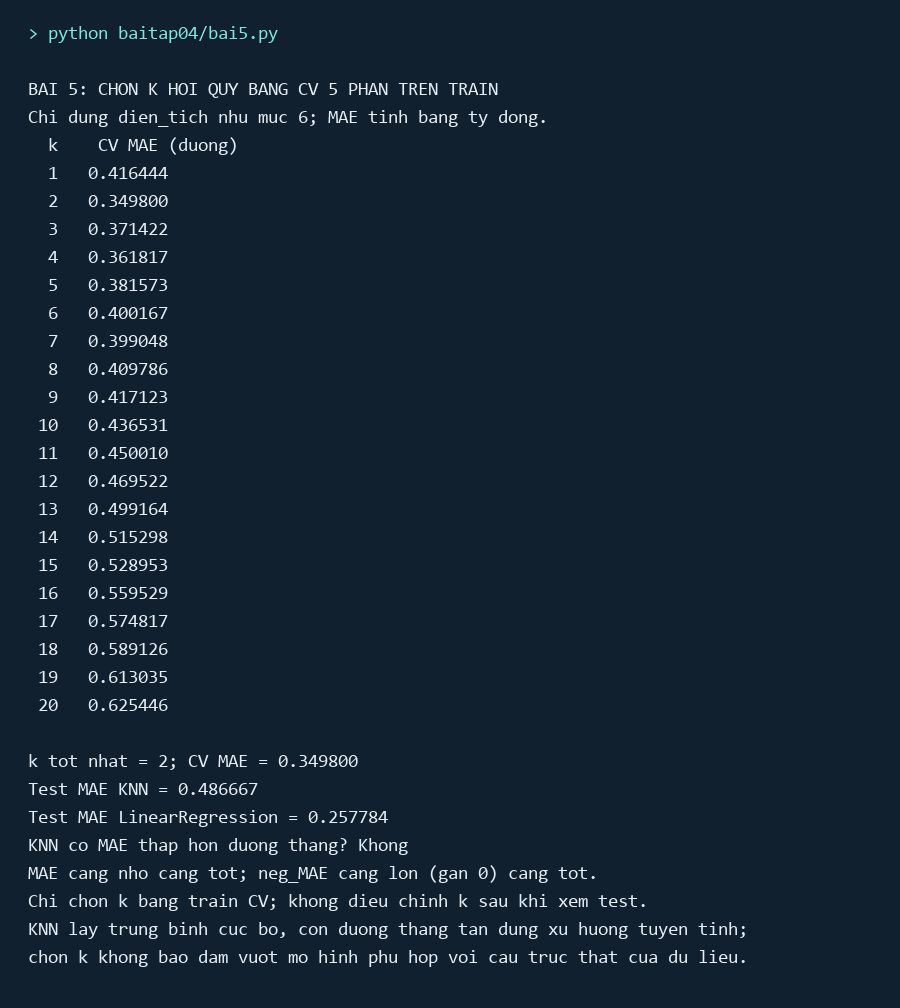 > python baitap04/bai5.py
BAI 5: CHON K HOI QUY BANG CV 5 PHAN TREN TRAIN
Chi dung dien_tich nhu muc 6; MAE tinh bang ty dong.
k CV MAE (duong)
1 0.416444
2 0.349800
3 0.371422
4 0.361817
5 0.381573
6 0.400167
7 0.399048
8 0.409786
9 0.417123
10 0.436531
11 0.450010
12 0.469522
13 0.499164
14 0.515298
15 0.528953
16 0.559529
17 0.574817
18 0.589126
19 0.613035
20 0.625446
k tot nhat = 2; CV MAE = 0.349800
Test MAE KNN = 0.486667
Test MAE LinearRegression = 0.257784
KNN co MAE thap hon duong thang? Khong
MAE cang nho cang tot; neg_MAE cang lon (gan 0) cang tot.
Chi chon k bang train CV; khong dieu chinh k sau khi xem test.
KNN lay trung binh cuc bo, con duong thang tan dung xu huong tuyen tinh;
chon k khong bao dam vuot mo hinh phu hop voi cau truc that cua du lieu.